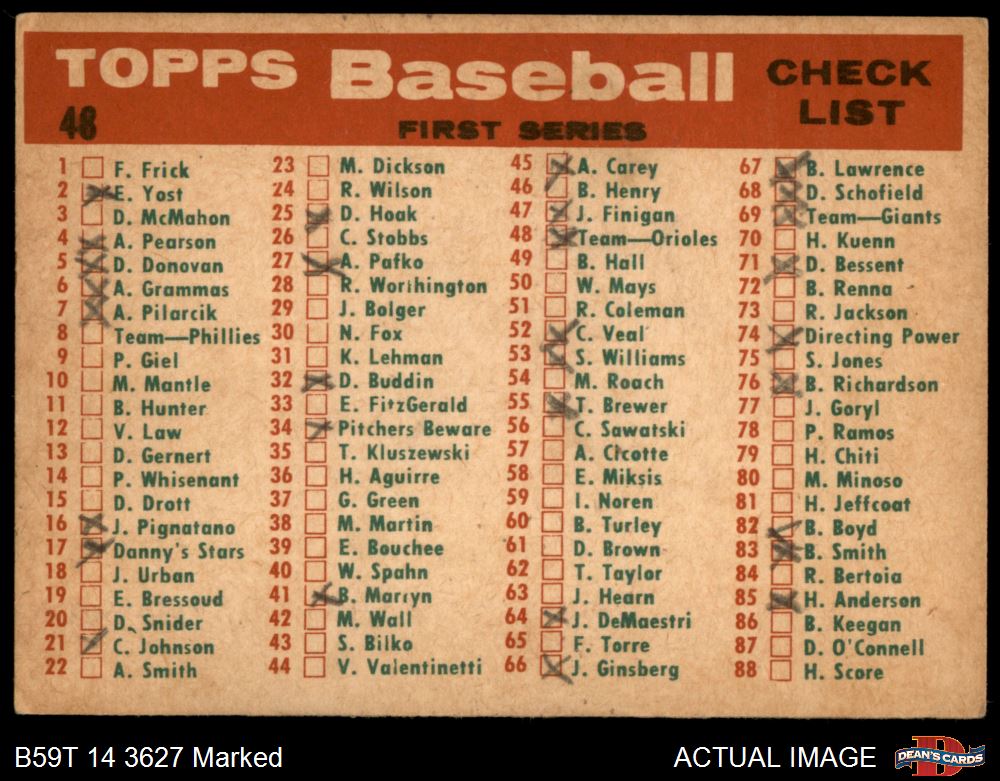 TOPPS Baseball CHECK LIST
48 FIRST SERIES
1 F. Frick
2 E. Yost
3 D. McMahon
4 A. Pearson
5 D. Donovan
6 A. Grammas
7 A. Pilarcik
8 Team—Phillies
9 P. Giel
10 M. Mantle
11 B. Hunter
12 V. Law
13 D. Gernert
14 P. Whisenant
15 D. Drott
16 J. Pignatano
17 Danny's Stars
18 J. Urban
19 E. Bressoud
20 D. Snider
21 C. Johnson
22 A. Smith
23 M. Dickson
24 R. Wilson
25 D. Hoak
26 C. Stobbs
27 A. Pafko
28 R. Worthington
29 J. Bolger
30 N. Fox
31 K. Lehman
32 D. Buddin
33 E. FitzGerald
34 Pitchers Beware
35 T. Kluszewski
36 H. Aguirre
37 G. Green
38 M. Martin
39 E. Bouchee
40 W. Spahn
41 B. Martyn
42 M. Wall
43 S. Bilko
44 V. Valentinetti
45 A. Carey
46 B. Henry
47 J. Finigan
48 Team—Orioles
49 B. Hall
50 W. Mays
51 R. Coleman
52 C. Veal
53 S. Williams
54 M. Roach
55 T. Brewer
56 C. Sawatski
57 A. Cicotte
58 E. Miksis
59 I. Noren
60 B. Turley
61 D. Brown
62 T. Taylor
63 J. Hearn
64 J. DeMaestri
65 F. Torre
66 J. Ginsberg
67 B. Lawrence
68 D. Schofield
69 Team—Giants
70 H. Kuenn
71 D. Bessent
72 B. Renna
73 R. Jackson
74 Directing Power
75 S. Jones
76 B. Richardson
77 J. Goryl
78 P. Ramos
79 H. Chiti
80 M. Minoso
81 H. Jeffcoat
82 B. Boyd
83 B. Smith
84 R. Bertoia
85 H. Anderson
86 B. Keegan
87 D. O'Connell
88 H. Score
B59T 14 3627 Marked
ACTUAL IMAGE
D
DEAN'S CARDS